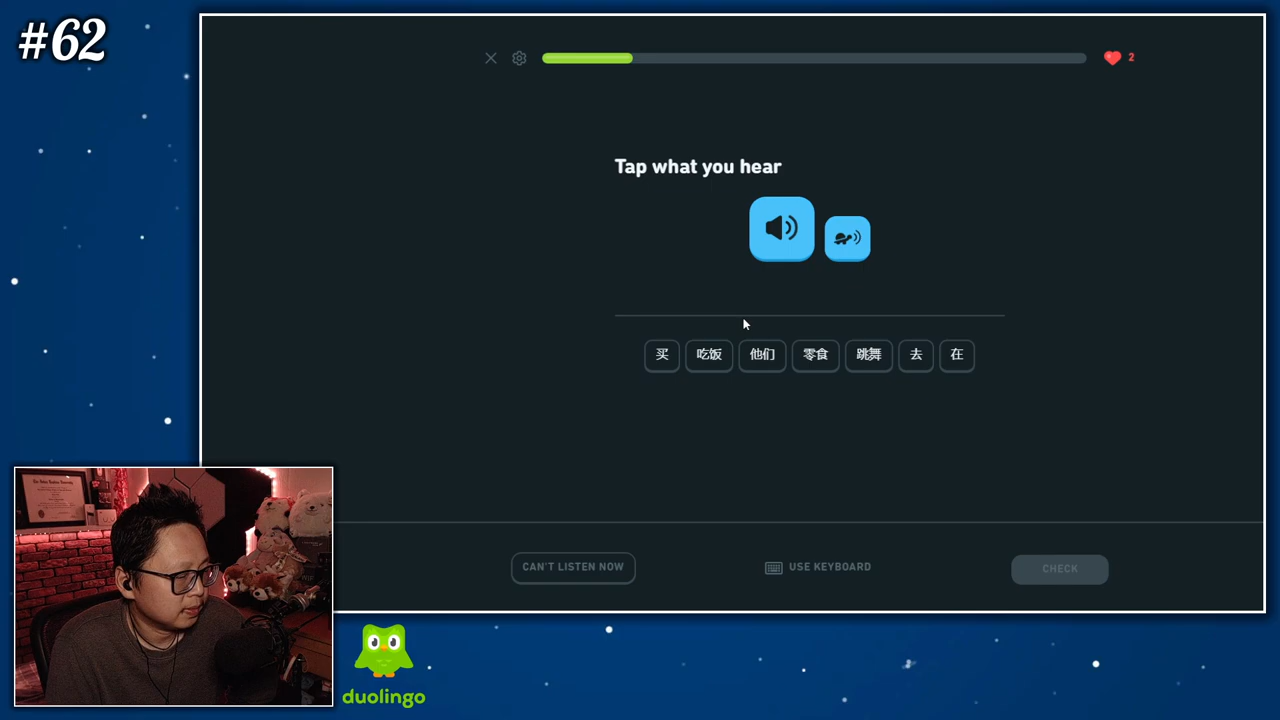 #62
2
Tap what you hear
买 吃饭 他们 零食 跳舞 去 在
CAN'T LISTEN NOW
USE KEYBOARD
CHECK
duolingo